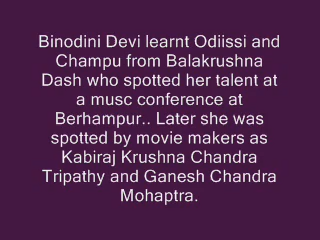 Binodini Devi learnt Odiissi and
Champu from Balakrushna
Dash who spotted her talent at
a musc conference at
Berhampur.. Later she was
spotted by movie makers as
Kabiraj Krushna Chandra
Tripathy and Ganesh Chandra
Mohaptra.